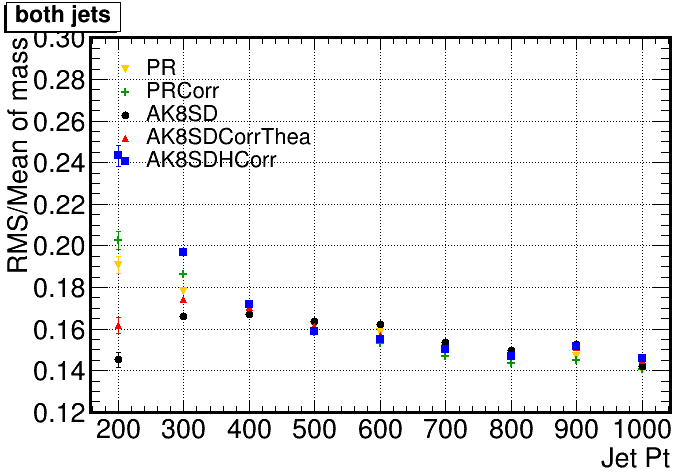 both jets
RMS/Mean of mass
0.30
0.28
0.26
0.24
0.22
0.20
0.18
0.16
0.14
0.12
PR
PRCorr
AK8SD
AK8SDCorrThea
AK8SDHCorr
200 300 400 500 600 700 800 900 1000
Jet Pt